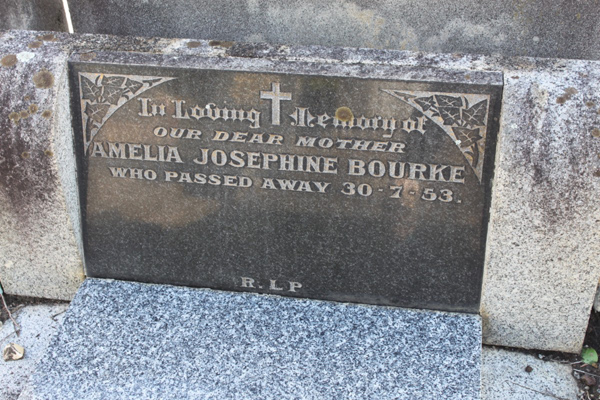 In Loving Memory of
OUR DEAR MOTHER
AMELIA JOSEPHINE BOURKE
WHO PASSED AWAY 30-7-53.
R.I.P